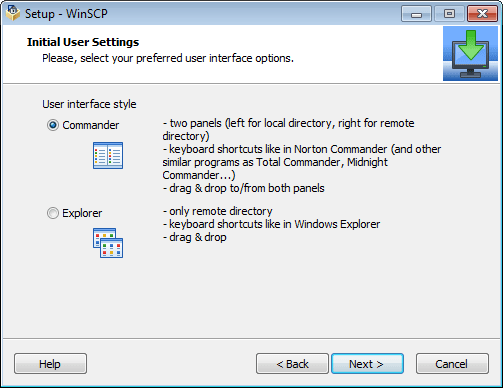 Setup - WinSCP
Initial User Settings
Please, select your preferred user interface options.
User interface style
Commander
- two panels (left for local directory, right for remote
directory)
- keyboard shortcuts like in Norton Commander (and other
similar programs as Total Commander, Midnight
Commander...)
- drag & drop to/from both panels
Explorer
- only remote directory
- keyboard shortcuts like in Windows Explorer
- drag & drop
Help
< Back
Next >
Cancel